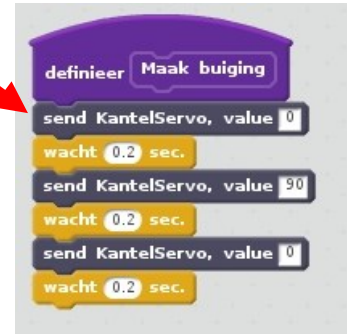 definieer Maak buiging
send KantelServo, value 0
wacht 0.2 sec.
send KantelServo, value 90
wacht 0.2 sec.
send KantelServo, value 0
wacht 0.2 sec.